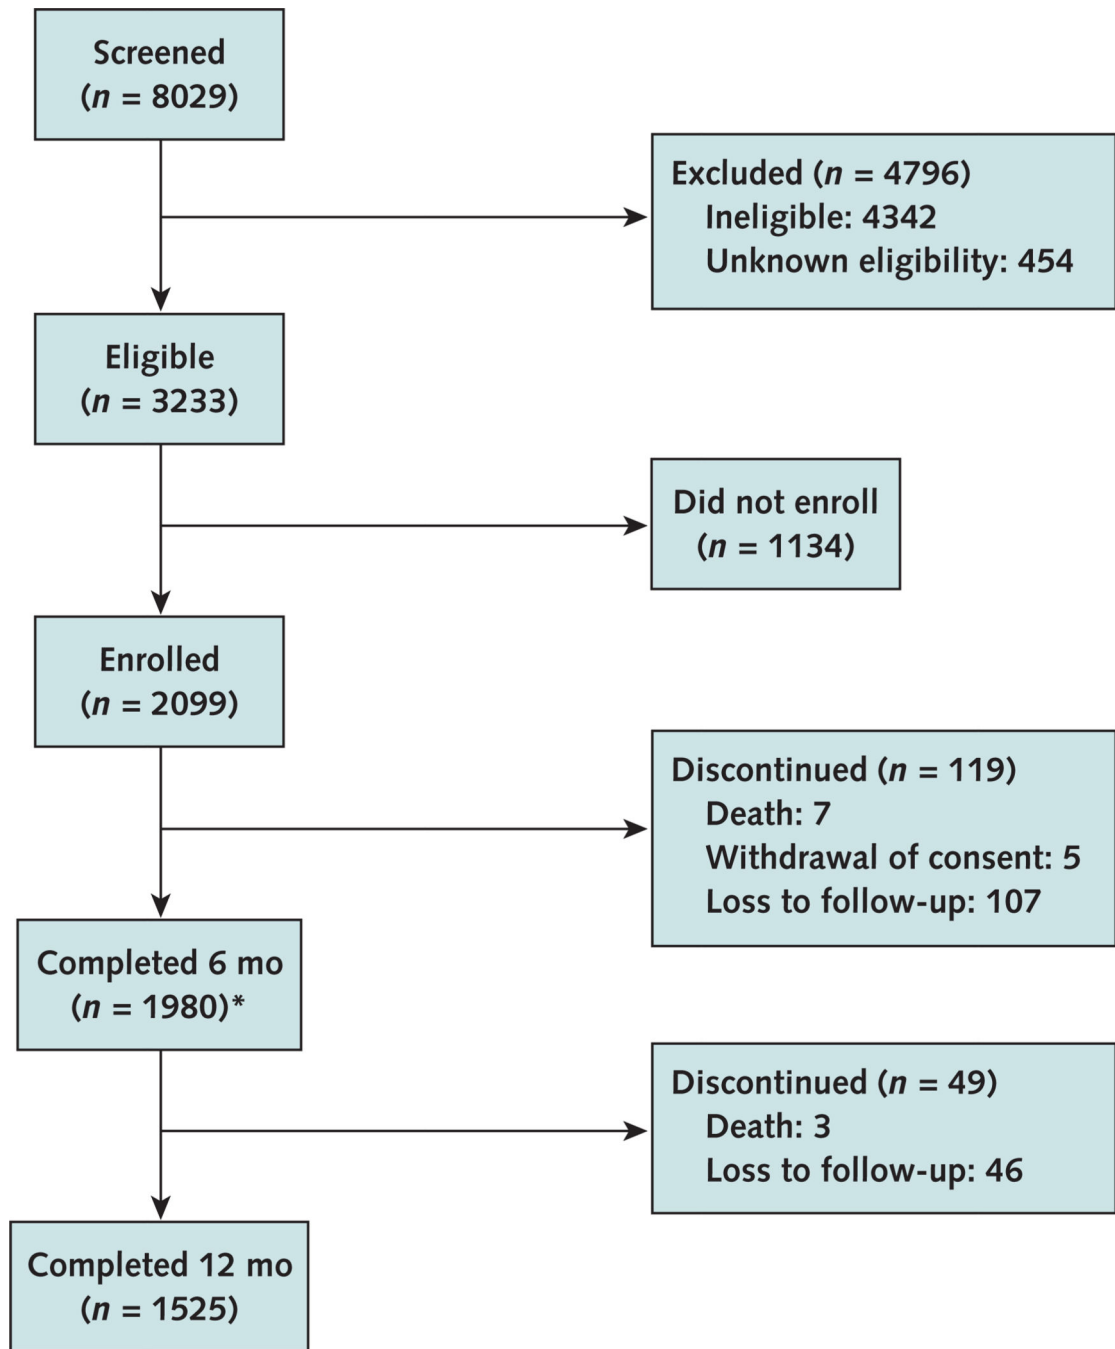 Screened
(n = 8029)
Excluded (n = 4796)
Ineligible: 4342
Unknown eligibility: 454
Eligible
(n = 3233)
Did not enroll
(n = 1134)
Enrolled
(n = 2099)
Discontinued (n = 119)
Death: 7
Withdrawal of consent: 5
Loss to follow-up: 107
Completed 6 mo
(n = 1980)*
Discontinued (n = 49)
Death: 3
Loss to follow-up: 46
Completed 12 mo
(n = 1525)